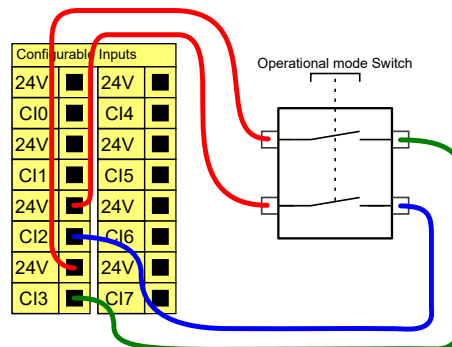 Configurable Inputs
Operational mode Switch
24V 24V
CI0 CI4
24V 24V
CI1 CI5
24V 24V
CI2 CI6
24V 24V
CI3 CI7